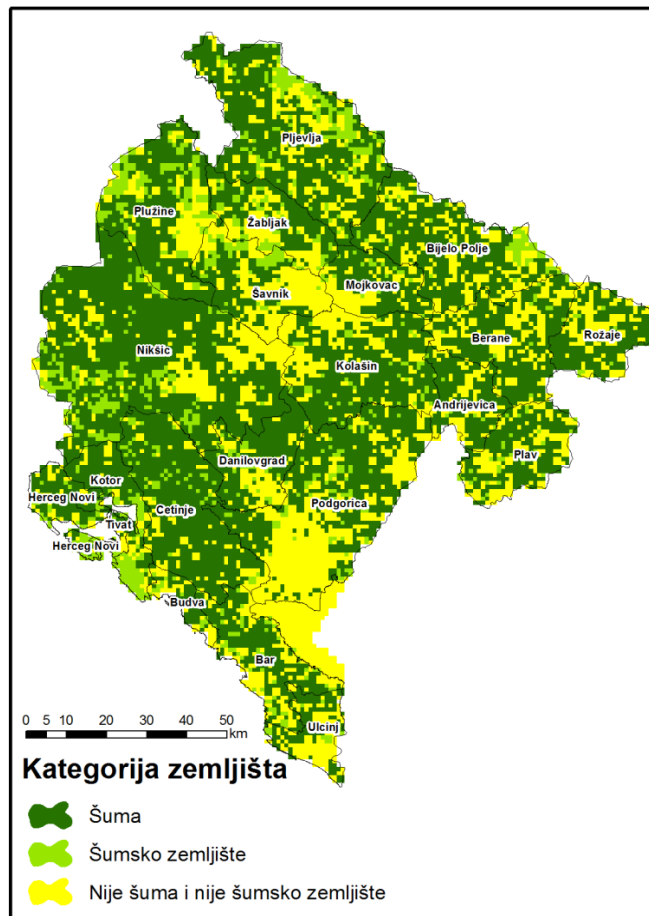 Pljevlja
Plužine
Žabljak
Bijelo Polje
Šavnik
Mojkovac
Rožaje
Berane
Nikšic
Kolašin
Andrijevica
Danilovgrad
Plav
Kotor
Herceg Novi
Cetinje
Podgorica
Tivat
Herceg Novi
Budva
Bar
Ulcinj
0 5 10 20 30 40 50
km
Kategorija zemljišta
Šuma
Šumsko zemljište
Nije šuma i nije šumsko zemljište